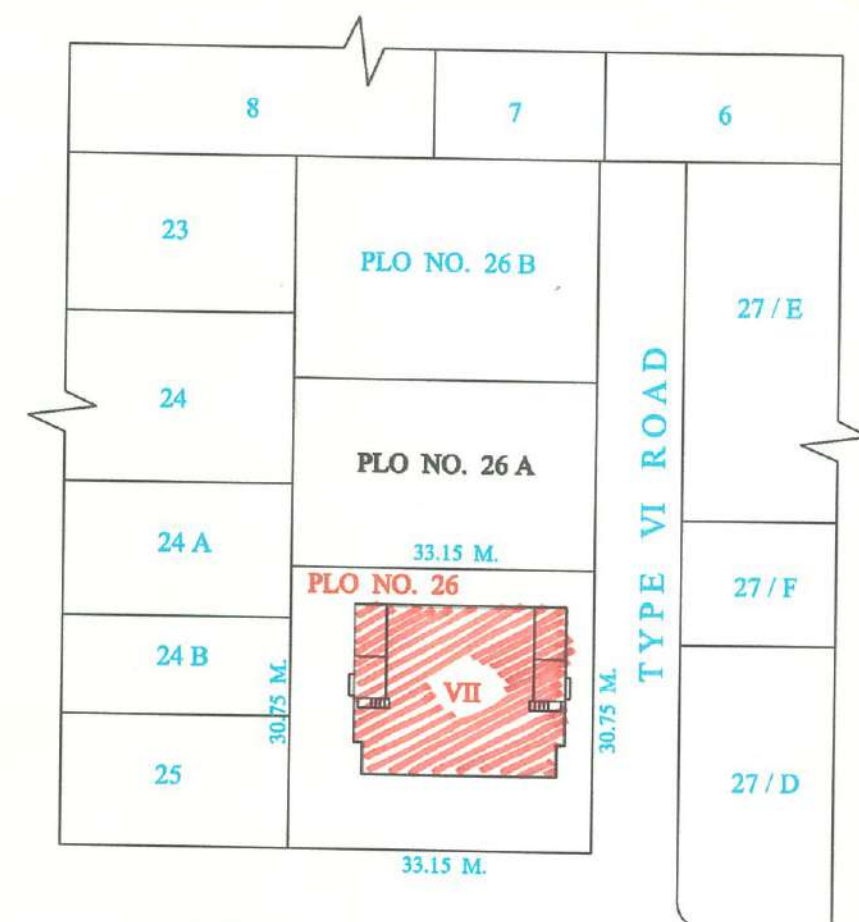 8
7
6
23
PLO NO. 26 B
27 / E
24
PLO NO. 26 A
TYPE VI ROAD
24 A
33.15 M.
PLO NO. 26
27 / F
24 B
30.75 M.
VII
30.75 M.
25
27 / D
33.15 M.